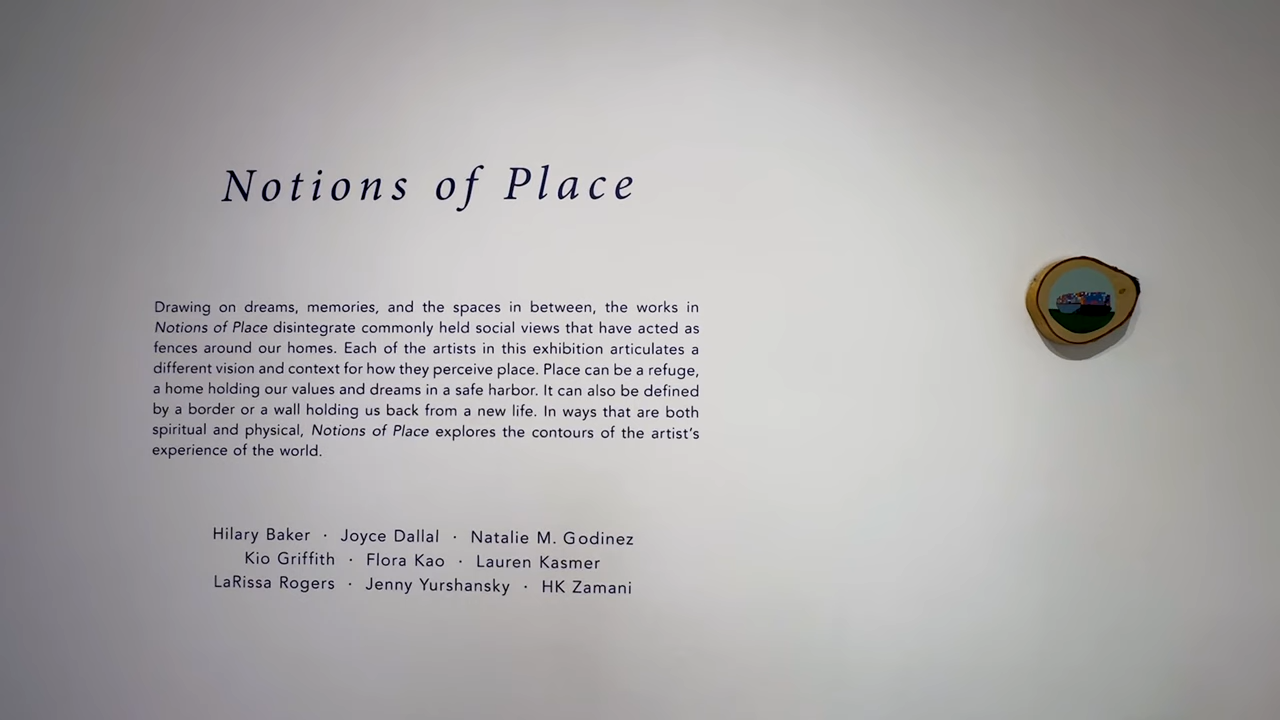 Notions of Place
Drawing on dreams, memories, and the spaces in between, the works in
Notions of Place disintegrate commonly held social views that have acted as
fences around our homes. Each of the artists in this exhibition articulates a
different vision and context for how they perceive place. Place can be a refuge,
a home holding our values and dreams in a safe harbor. It can also be defined
by a border or a wall holding us back from a new life. In ways that are both
spiritual and physical, Notions of Place explores the contours of the artist's
experience of the world.
Hilary Baker · Joyce Dallal · Natalie M. Godinez
Kio Griffith · Flora Kao · Lauren Kasmer
LaRissa Rogers · Jenny Yurshansky · HK Zamani